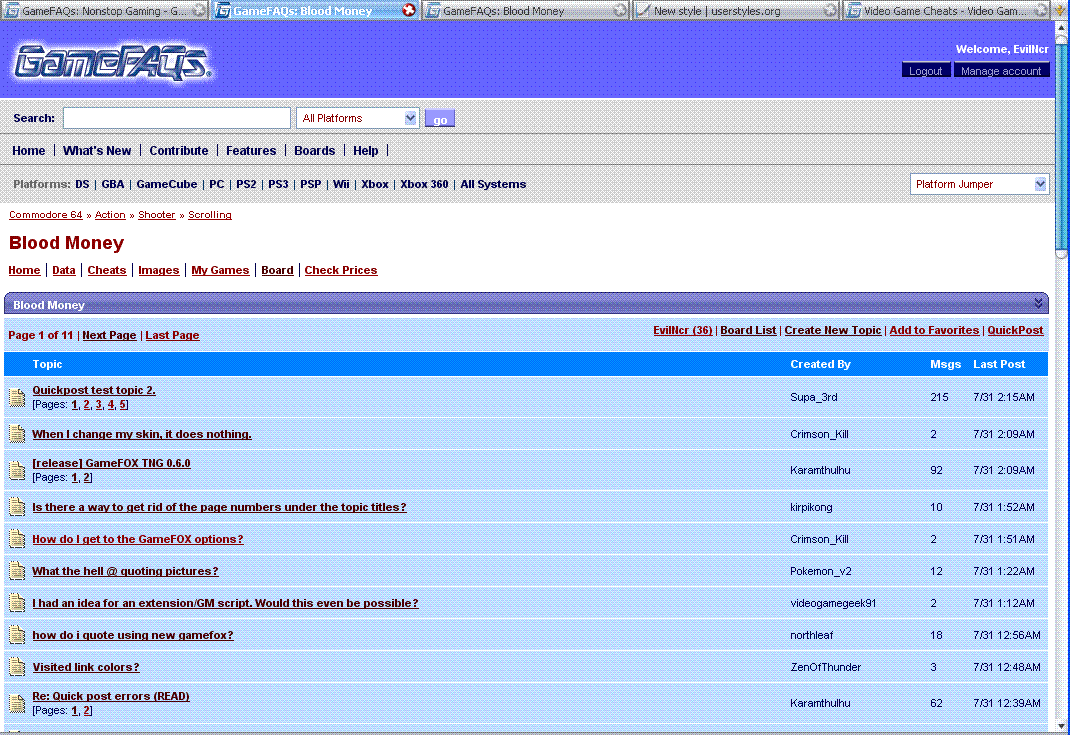 GameFAQs: Nonstop Gaming - G... GameFAQs: Blood Money GameFAQs: Blood Money New style | userstyles.org Video Game Cheats - Video Gam...
GameFAQs
Welcome, EvilNcr
Logout Manage account
Search: All Platforms go
Home | What's New | Contribute | Features | Boards | Help |
Platforms: DS | GBA | GameCube | PC | PS2 | PS3 | PSP | Wii | Xbox | Xbox 360 | All Systems Platform Jumper
Commodore 64 » Action » Shooter » Scrolling
Blood Money
Home | Data | Cheats | Images | My Games | Board | Check Prices
Blood Money
Page 1 of 11 | Next Page | Last Page EvilNcr (36) | Board List | Create New Topic | Add to Favorites | QuickPost
Topic Created By Msgs Last Post
Quickpost test topic 2. Supa_3rd 215 7/31 2:15AM
[Pages: 1, 2, 3, 4, 5]
When I change my skin, it does nothing. Crimson_Kill 2 7/31 2:09AM
[release] GameFOX TNG 0.6.0 Karamthulhu 92 7/31 2:09AM
[Pages: 1, 2]
Is there a way to get rid of the page numbers under the topic titles? kirpikong 10 7/31 1:52AM
How do I get to the GameFOX options? Crimson_Kill 2 7/31 1:51AM
What the hell @ quoting pictures? Pokemon_v2 12 7/31 1:22AM
I had an idea for an extension/GM script. Would this even be possible? videogamegeek91 2 7/31 1:12AM
how do i quote using new gamefox? northleaf 18 7/31 12:56AM
Visited link colors? ZenOfThunder 3 7/31 12:48AM
Re: Quick post errors (READ) Karamthulhu 62 7/31 12:39AM
[Pages: 1, 2]